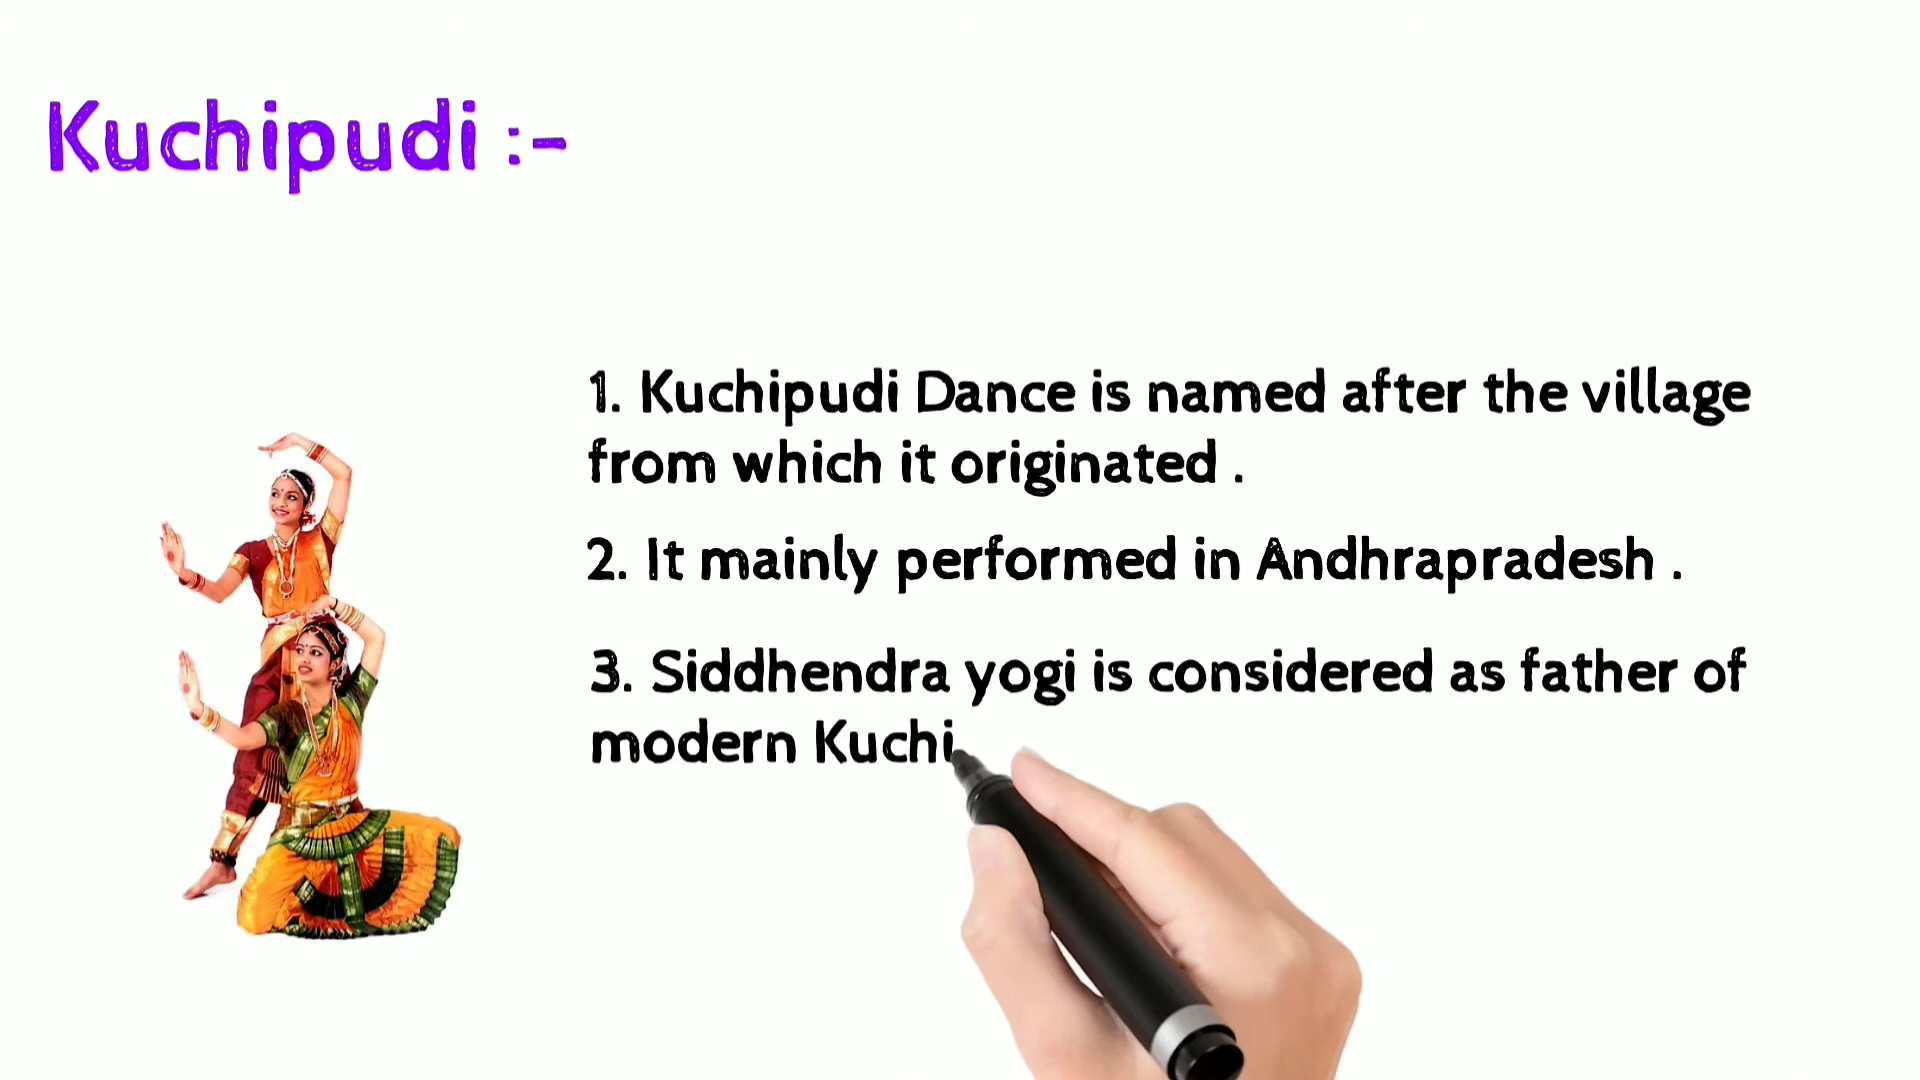 Kuchipudi :-
1. Kuchipudi Dance is named after the village
from which it originated .
2. It mainly performed in Andhrapradesh .
3. Siddhendra yogi is considered as father of
modern Kuchi